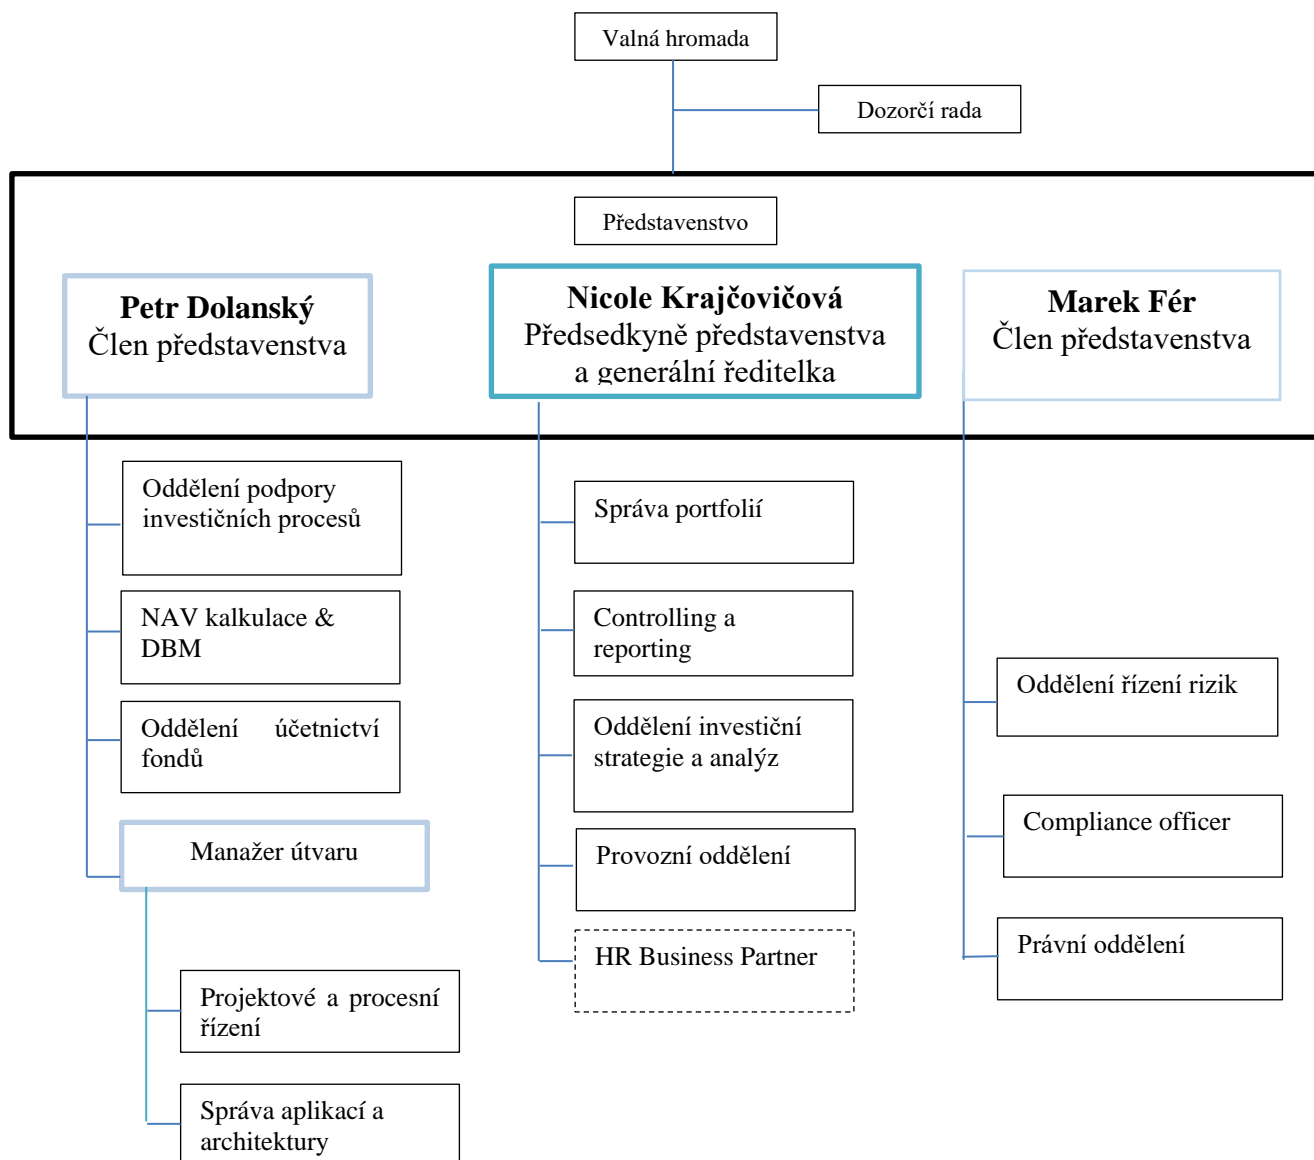 Valná hromada
Dozorčí rada
Představenstvo
Petr Dolanský
Člen představenstva
Nicole Krajčovičová
Předsedkyně představenstva
a generální ředitelka
Marek Fér
Člen představenstva
Oddělení podpory
investičních procesů
NAV kalkulace &
DBM
Oddělení účetnictví
fondů
Manažer útvaru
Projektové a procesní
řízení
Správa aplikací a
architektury
Správa portfolií
Controlling a
reporting
Oddělení investiční
strategie a analýz
Provozní oddělení
HR Business Partner
Oddělení řízení rizik
Compliance officer
Právní oddělení